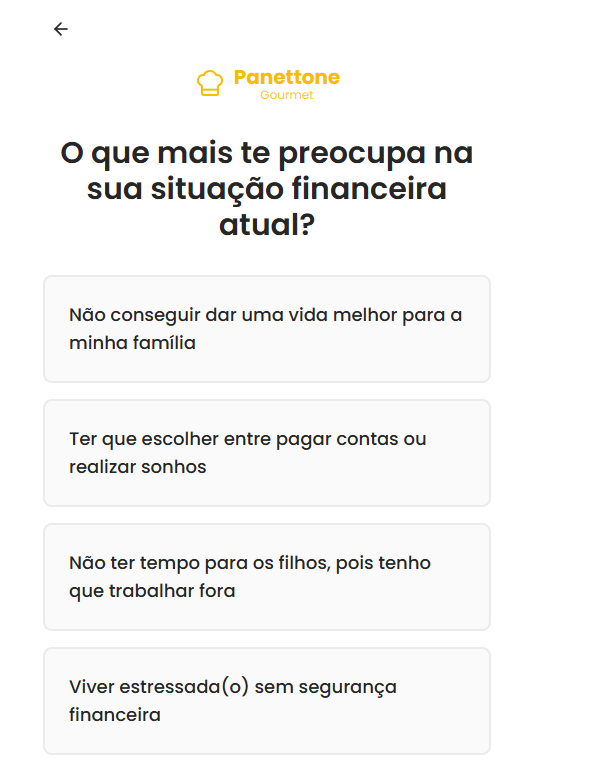 Panettone
Gourmet
O que mais te preocupa na
sua situação financeira
atual?
Não conseguir dar uma vida melhor para a
minha família
Ter que escolher entre pagar contas ou
realizar sonhos
Não ter tempo para os filhos, pois tenho
que trabalhar fora
Viver estressada(o) sem segurança
financeira